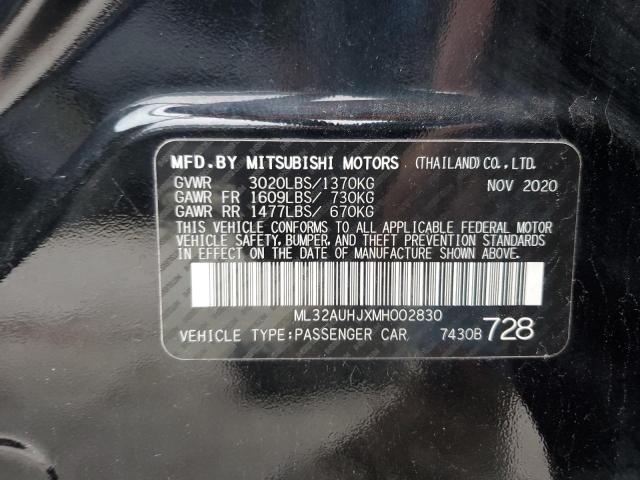 MFD.BY MITSUBISHI MOTORS (THAILAND) CO.,LTD.
GVWR 3020LBS/1370KG NOV 2020
GAWR FR 1609LBS/ 730KG
GAWR RR 1477LBS/ 670KG
THIS VEHICLE CONFORMS TO ALL APPLICABLE FEDERAL MOTOR
VEHICLE SAFETY, BUMPER, AND THEFT PREVENTION STANDARDS
IN EFFECT ON THE DATE OF MANUFACTURE SHOWN ABOVE.
ML32AUHJXMH002830
VEHICLE TYPE:PASSENGER CAR 7430B 728